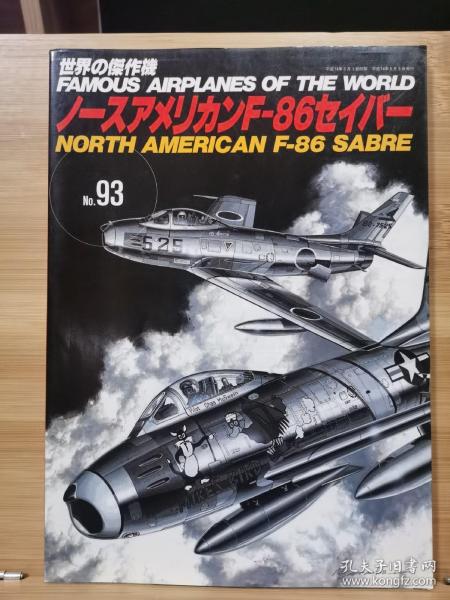 世界の傑作機
FAMOUS AIRPLANES OF THE WORLD
ノースアメリカンF-86セイバー
NORTH AMERICAN F-86 SABRE
No.93
525
孔夫子旧书网
www.kongfz.com